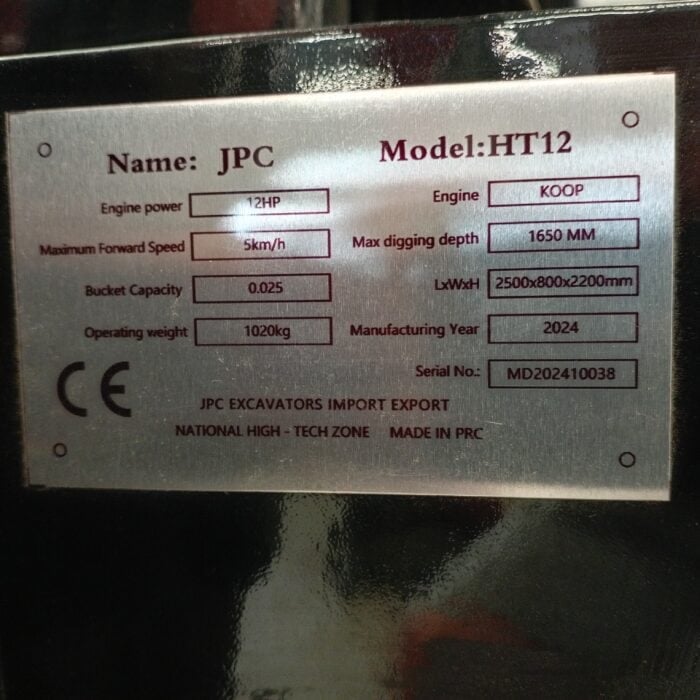 Name: JPC Model:HT12
Engine power 12HP Engine KOOP
Maximum Forward Speed 5km/h Max digging depth 1650 MM
Bucket Capacity 0.025 LxWxH 2500x800x2200mm
Operating weight 1020kg Manufacturing Year 2024
Serial No.: MD202410038
CE
JPC EXCAVATORS IMPORT EXPORT
NATIONAL HIGH - TECH ZONE MADE IN PRC